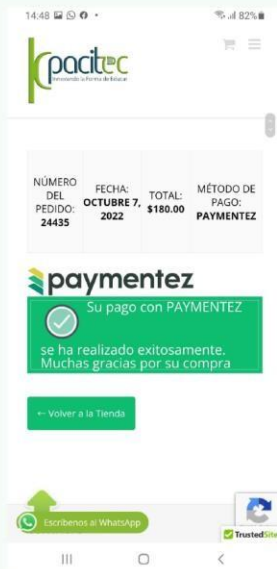 14:48
82%
Kpacitec
Innovando la Forma de Educar
NÚMERO DEL PEDIDO: 24435
FECHA: OCTUBRE 7, 2022
TOTAL: $180.00
MÉTODO DE PAGO: PAYMENTEZ
paymentez
Su pago con PAYMENTEZ
se ha realizado exitosamente.
Muchas gracias por su compra
← Volver a la Tienda
Escríbenos al WhatsApp
TrustedSite